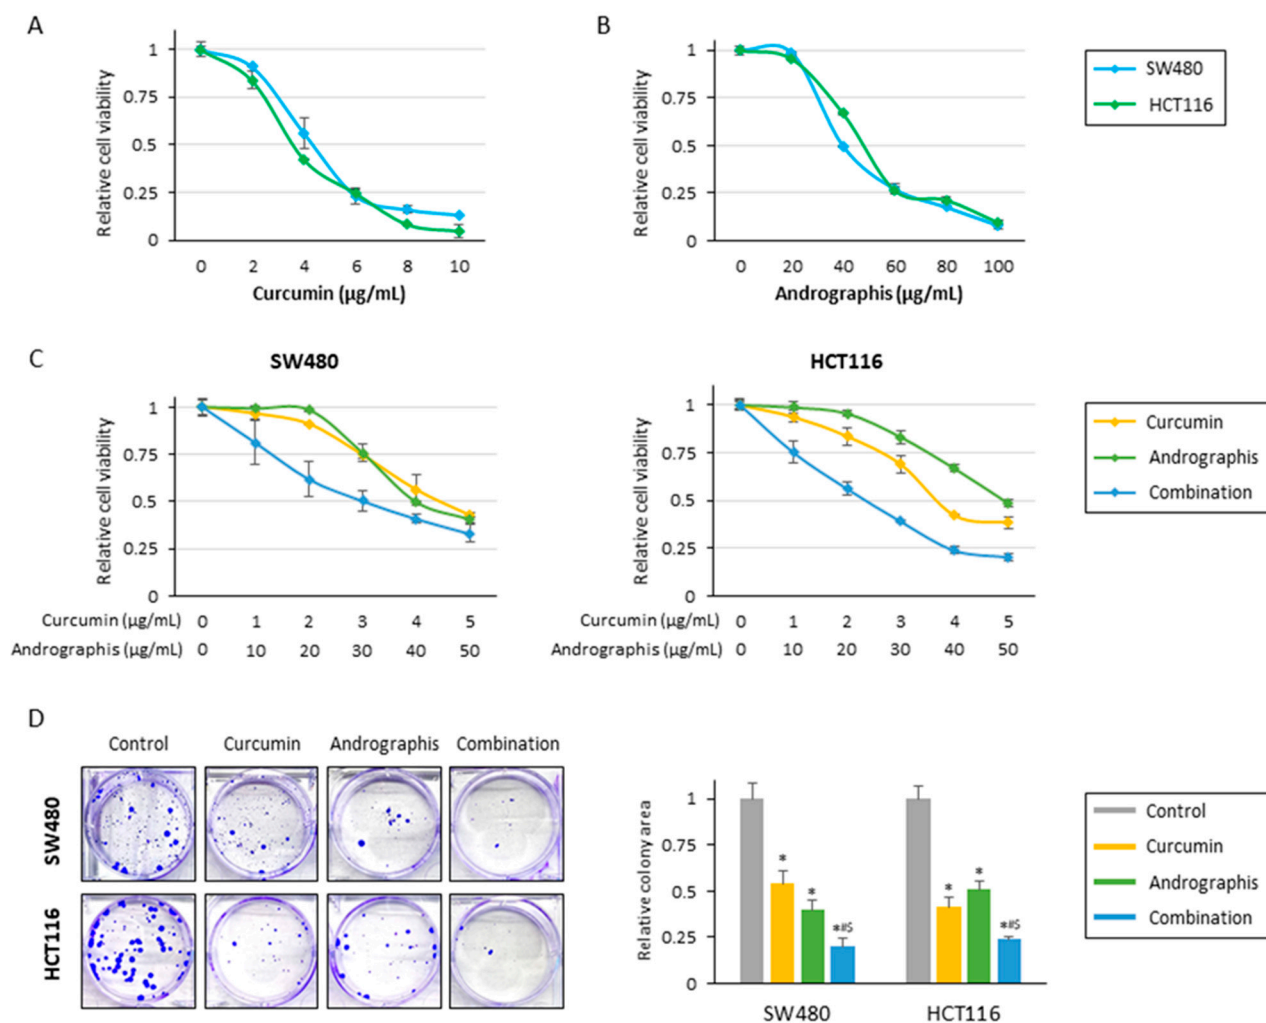 A
B
Relative cell viability
1
0.75
0.5
0.25
0
0 2 4 6 8 10
Curcumin (µg/mL)
Relative cell viability
1
0.75
0.5
0.25
0
0 20 40 60 80 100
Andrographis (µg/mL)
SW480
HCT116
C
SW480
Relative cell viability
1
0.75
0.5
0.25
0
Curcumin (µg/mL) 0 1 2 3 4 5
Andrographis (µg/mL) 0 10 20 30 40 50
HCT116
Relative cell viability
1
0.75
0.5
0.25
0
Curcumin (µg/mL) 0 1 2 3 4 5
Andrographis (µg/mL) 0 10 20 30 40 50
Curcumin
Andrographis
Combination
D
Control Curcumin Andrographis Combination
SW480
HCT116
Relative colony area
1
0.75
0.5
0.25
0
* * *#$
* * *#$
SW480 HCT116
Control
Curcumin
Andrographis
Combination